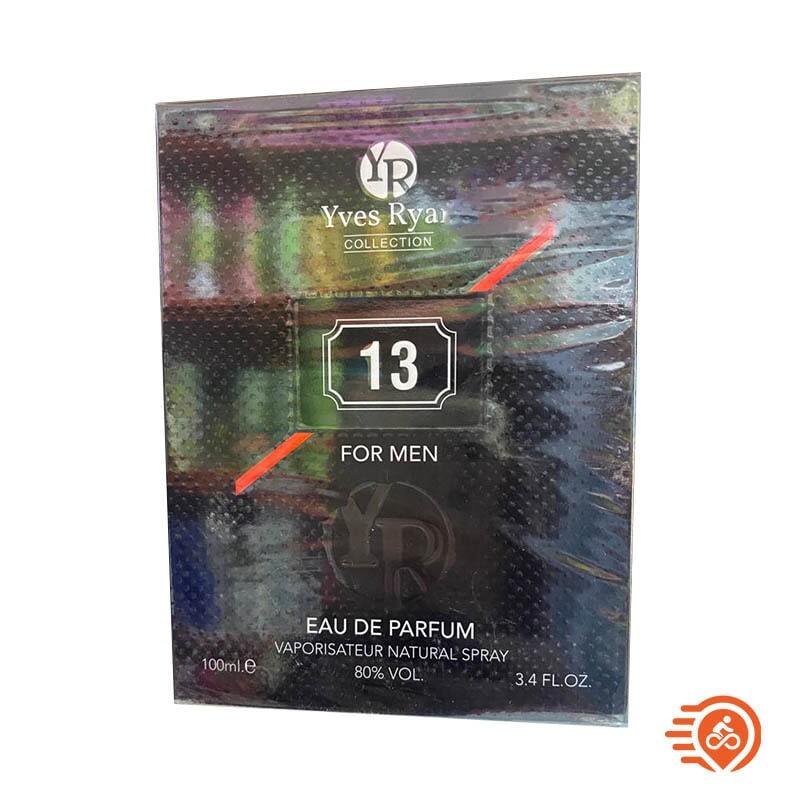 YR
Yves Ryan
COLLECTION
13
FOR MEN
YR
EAU DE PARFUM
VAPORISATEUR NATURAL SPRAY
100ml.e
80% VOL.
3.4 FL.OZ.